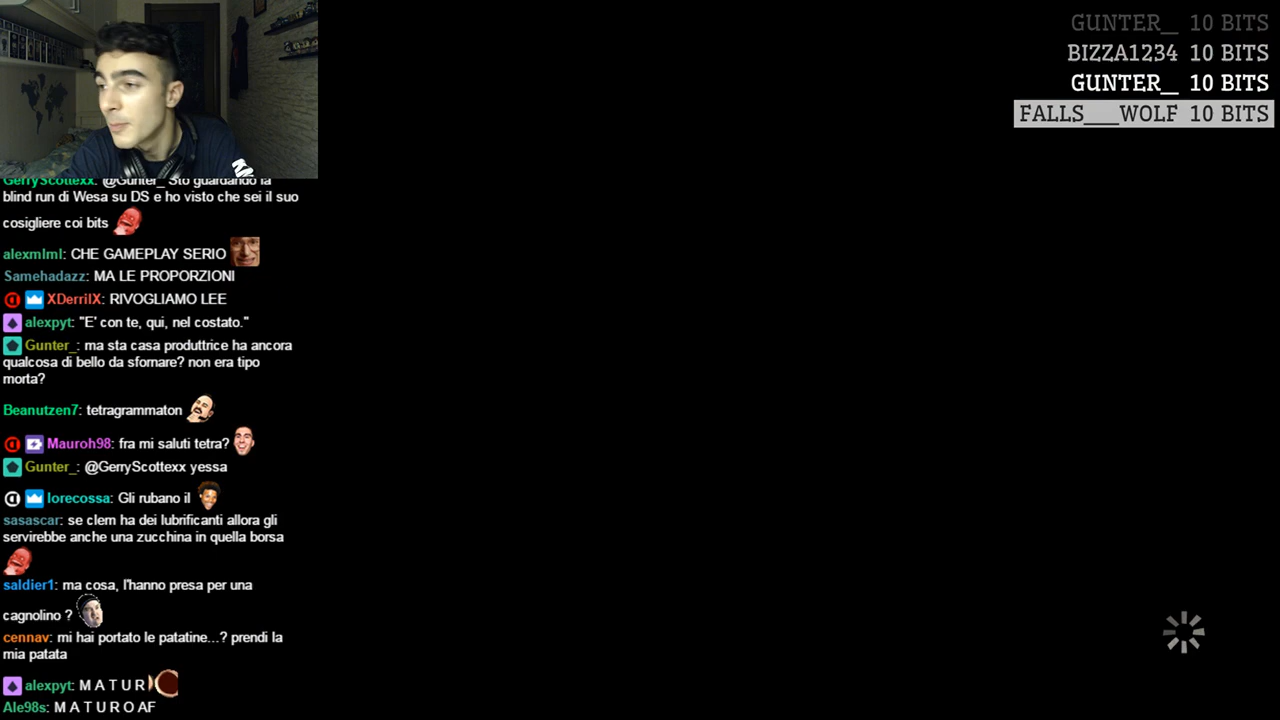 GUNTER_ 10 BITS
BIZZA1234 10 BITS
GUNTER_ 10 BITS
FALLS___WOLF 10 BITS
GerryScottexx: @Gunter_ Sto guardando la
blind run di Wesa su DS e ho visto che sei il suo
cosigliere coi bits
alexmlml: CHE GAMEPLAY SERIO
Samehadazz: MA LE PROPORZIONI
XDerrilX: RIVOGLIAMO LEE
alexpyt: "E' con te, qui, nel costato."
Gunter_: ma sta casa produttrice ha ancora
qualcosa di bello da sfornare? non era tipo
morta?
Beanutzen7: tetragrammaton
Mauroh98: fra mi saluti tetra?
Gunter_: @GerryScottexx yessa
lorecossa: Gli rubano il
sasascar: se clem ha dei lubrificanti allora gli
servirebbe anche una zucchina in quella borsa
saldier1: ma cosa, l'hanno presa per una
cagnolino ?
cennav: mi hai portato le patatine...? prendi la
mia patata
alexpyt: M A T U R
Ale98s: M A T U R O AF